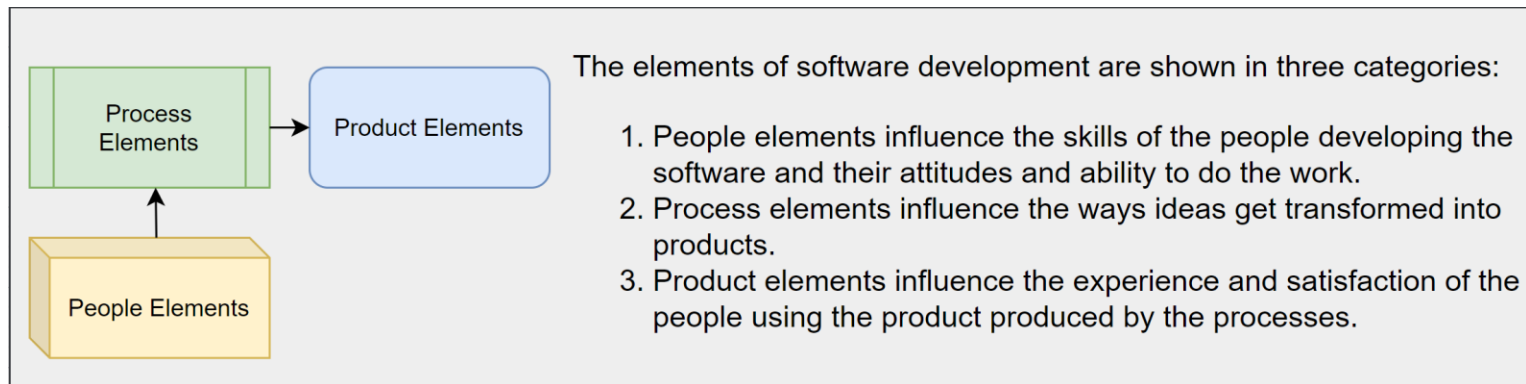 Process
Elements
Product Elements
People Elements
The elements of software development are shown in three categories:
1. People elements influence the skills of the people developing the
software and their attitudes and ability to do the work.
2. Process elements influence the ways ideas get transformed into
products.
3. Product elements influence the experience and satisfaction of the
people using the product produced by the processes.